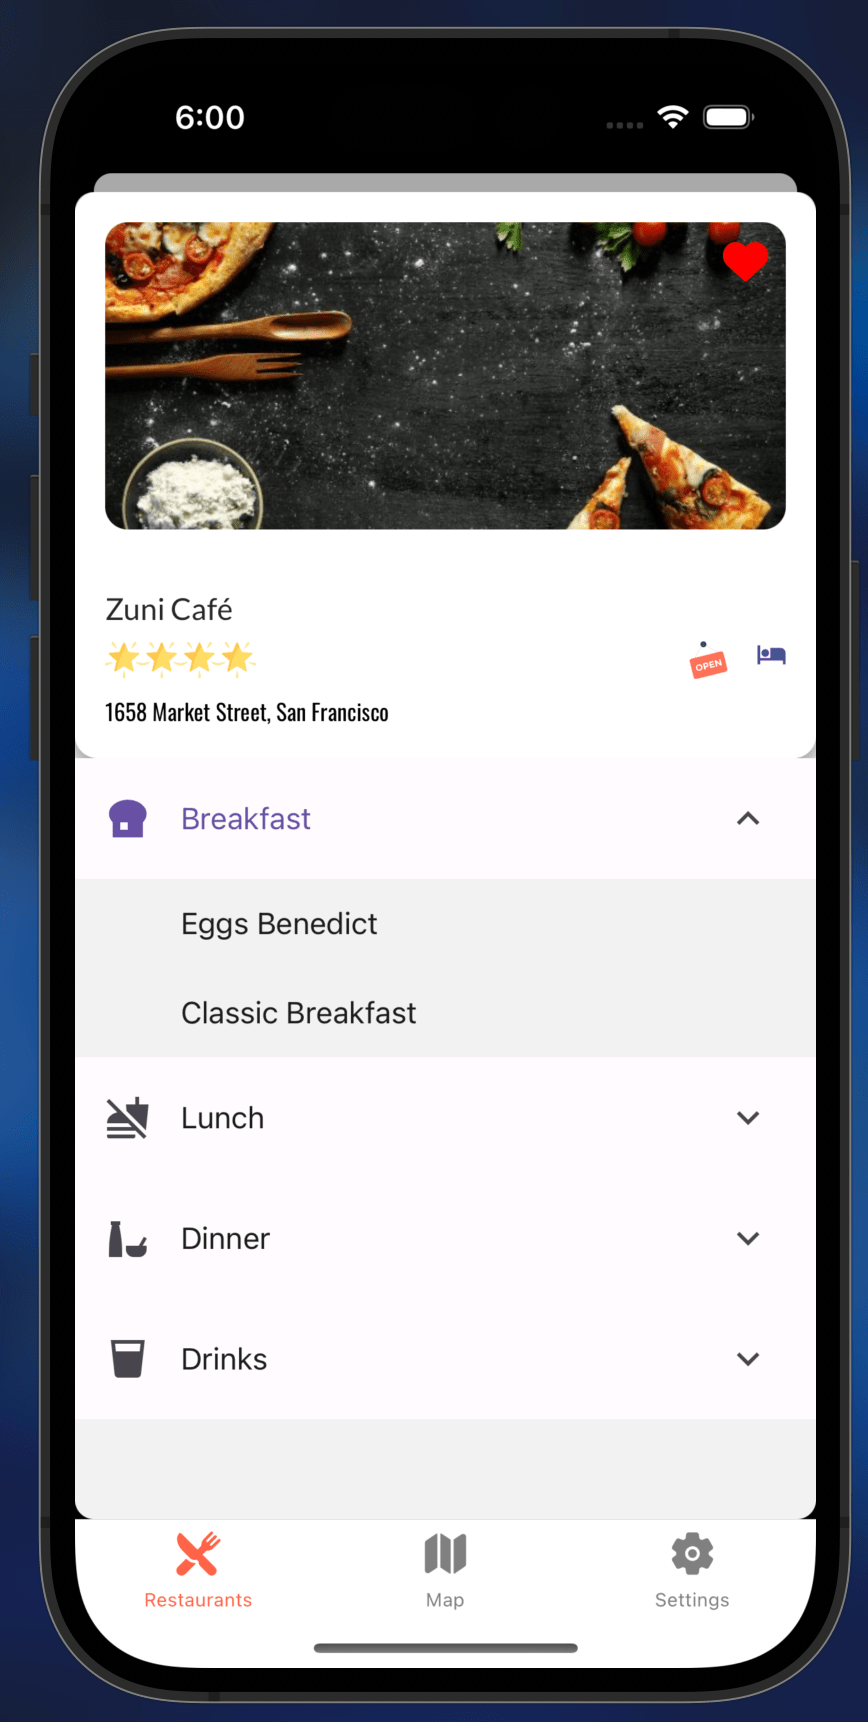 6:00
Zuni Café
OPEN
1658 Market Street, San Francisco
Breakfast
Eggs Benedict
Classic Breakfast
Lunch
Dinner
Drinks
Restaurants
Map
Settings